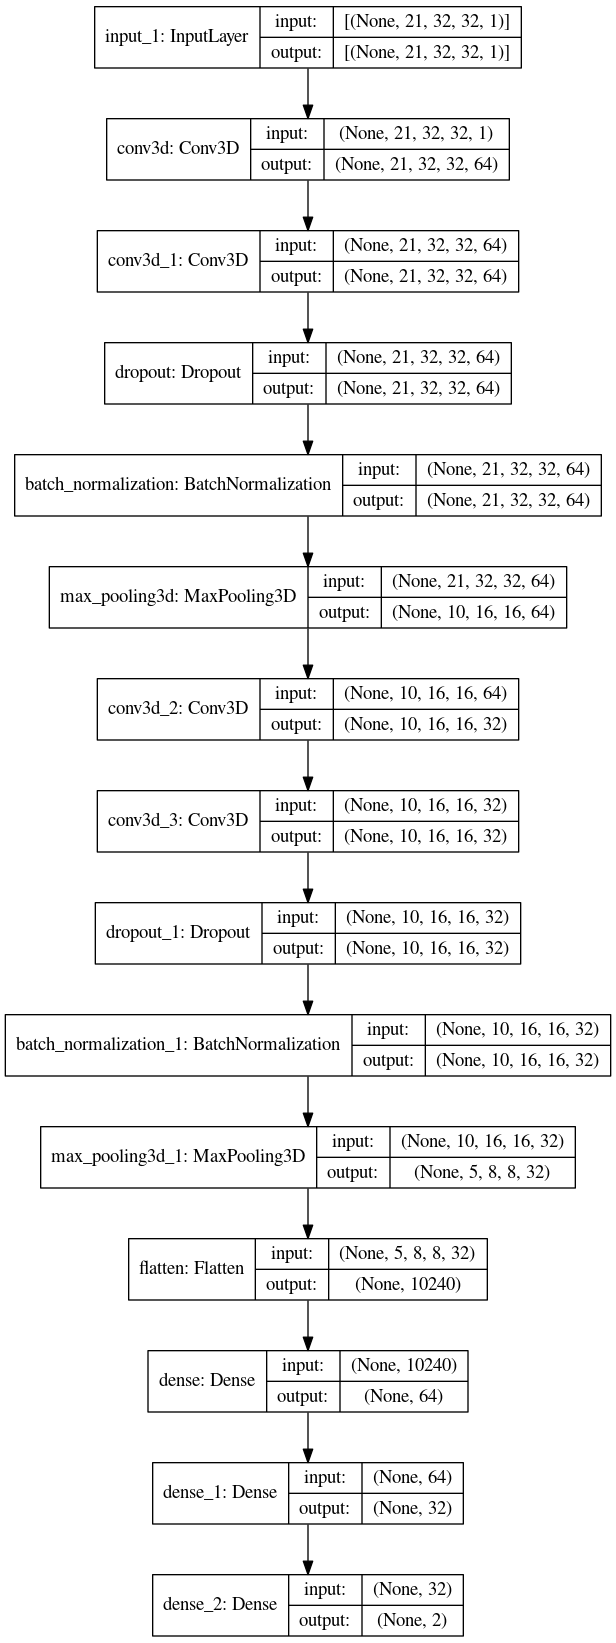 input_1: InputLayer
input: [(None, 21, 32, 32, 1)]
output: [(None, 21, 32, 32, 1)]
conv3d: Conv3D
input: (None, 21, 32, 32, 1)
output: (None, 21, 32, 32, 64)
conv3d_1: Conv3D
input: (None, 21, 32, 32, 64)
output: (None, 21, 32, 32, 64)
dropout: Dropout
input: (None, 21, 32, 32, 64)
output: (None, 21, 32, 32, 64)
batch_normalization: BatchNormalization
input: (None, 21, 32, 32, 64)
output: (None, 21, 32, 32, 64)
max_pooling3d: MaxPooling3D
input: (None, 21, 32, 32, 64)
output: (None, 10, 16, 16, 64)
conv3d_2: Conv3D
input: (None, 10, 16, 16, 64)
output: (None, 10, 16, 16, 32)
conv3d_3: Conv3D
input: (None, 10, 16, 16, 32)
output: (None, 10, 16, 16, 32)
dropout_1: Dropout
input: (None, 10, 16, 16, 32)
output: (None, 10, 16, 16, 32)
batch_normalization_1: BatchNormalization
input: (None, 10, 16, 16, 32)
output: (None, 10, 16, 16, 32)
max_pooling3d_1: MaxPooling3D
input: (None, 10, 16, 16, 32)
output: (None, 5, 8, 8, 32)
flatten: Flatten
input: (None, 5, 8, 8, 32)
output: (None, 10240)
dense: Dense
input: (None, 10240)
output: (None, 64)
dense_1: Dense
input: (None, 64)
output: (None, 32)
dense_2: Dense
input: (None, 32)
output: (None, 2)